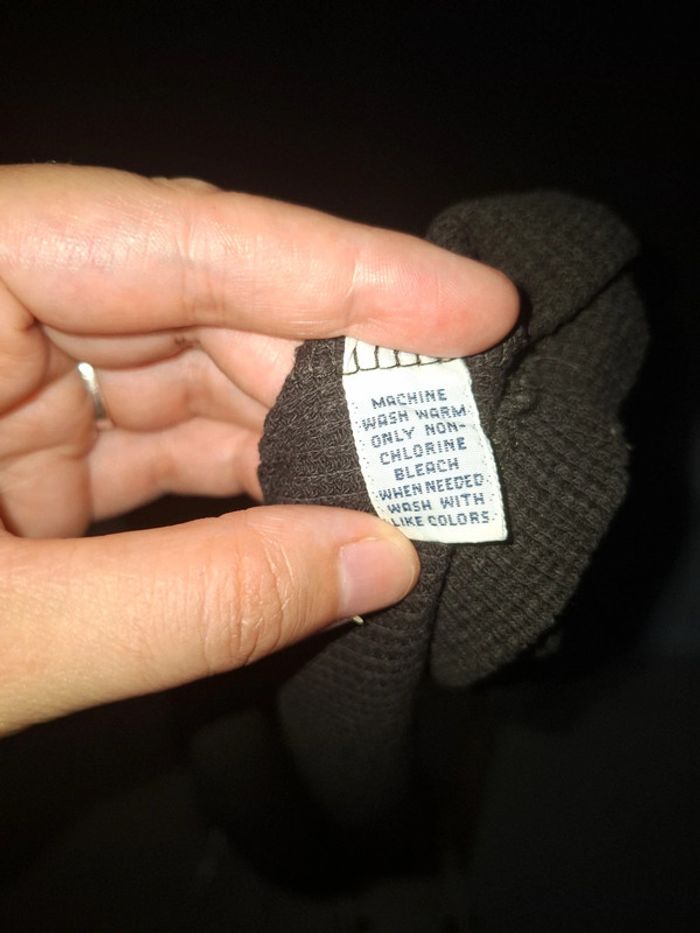 MACHINE
WASH WARM
ONLY NON-
CHLORINE
BLEACH
WHEN NEEDED
WASH WITH
LIKE COLORS